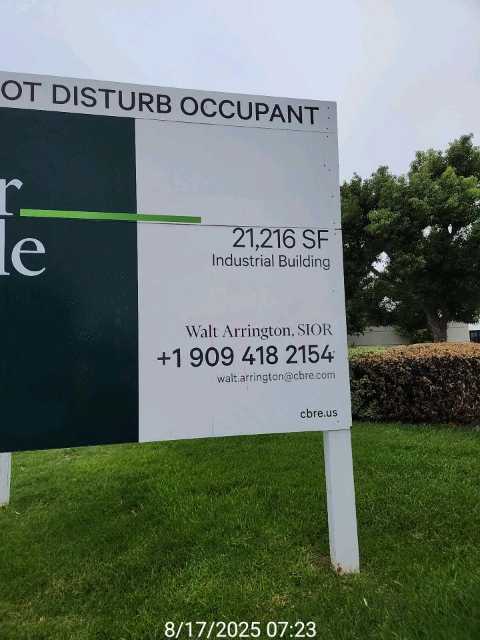 OT DISTURB OCCUPANT
r
le
21,216 SF
Industrial Building
Walt Arrington, SIOR
+1 909 418 2154
walt.arrington@cbre.com
cbre.us
8/17/2025 07:23